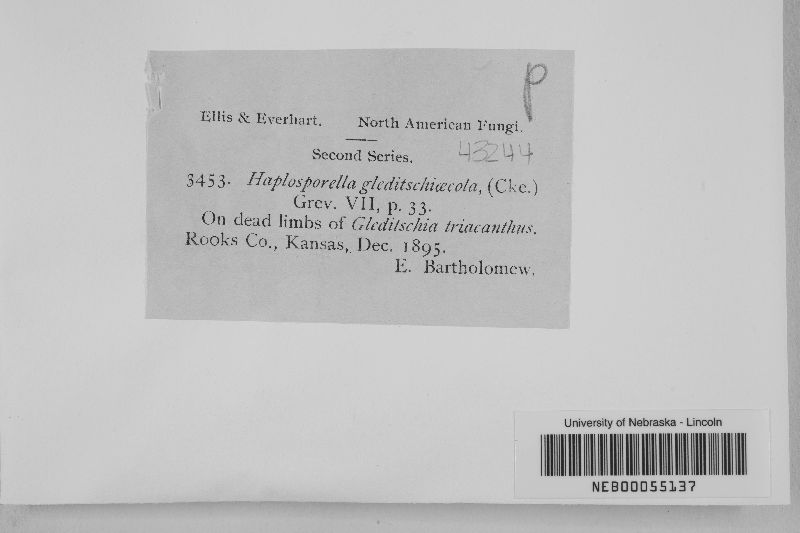 p
Ellis & Everhart. North American Fungi.
Second Series. 43244
3453. Haplosporella gleditschiæcola, (Cke.)
Grev. VII, p. 33.
On dead limbs of Gleditschia triacanthus.
Rooks Co., Kansas, Dec. 1895.
E. Bartholomew.
University of Nebraska - Lincoln
NEB00055137